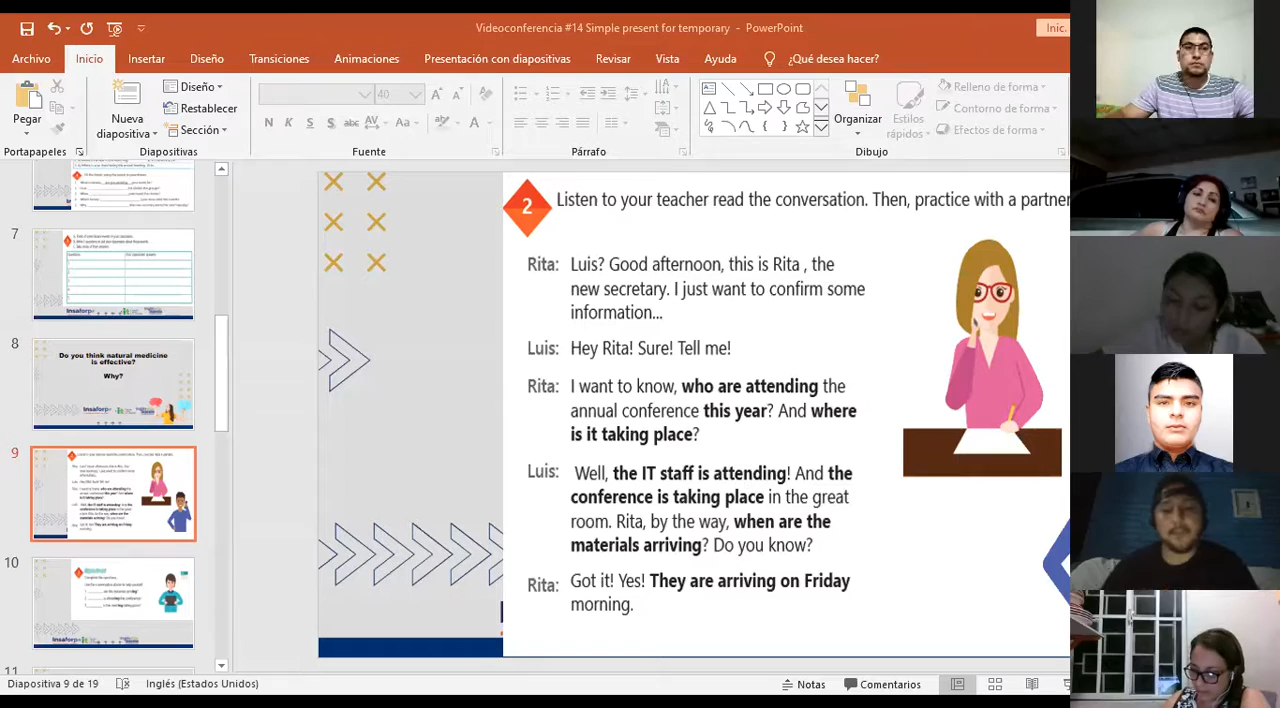 Videoconferencia #14 Simple present for temporary - PowerPoint
Inic.
Archivo Inicio Insertar Diseño Transiciones Animaciones Presentación con diapositivas Revisar Vista Ayuda ¿Qué desea hacer?
Pegar
Nueva diapositiva
Diseño
Restablecer
Sección
40
N K S S abc AV Aa A
Organizar
Estilos rápidos
Relleno de forma
Contorno de forma
Efectos de forma
Portapapeles Diapositivas Fuente Párrafo Dibujo
7
8
Do you think natural medicine
is effective?
Why?
Insaforp
9
10
Insaforp
11
2
Listen to your teacher read the conversation. Then, practice with a partner
Rita: Luis? Good afternoon, this is Rita , the
new secretary. I just want to confirm some
information...
Luis: Hey Rita! Sure! Tell me!
Rita: I want to know, who are attending the
annual conference this year? And where
is it taking place?
Luis: Well, the IT staff is attending. And the
conference is taking place in the great
room. Rita, by the way, when are the
materials arriving? Do you know?
Rita: Got it! Yes! They are arriving on Friday
morning.
Diapositiva 9 de 19 Inglés (Estados Unidos) Notas Comentarios